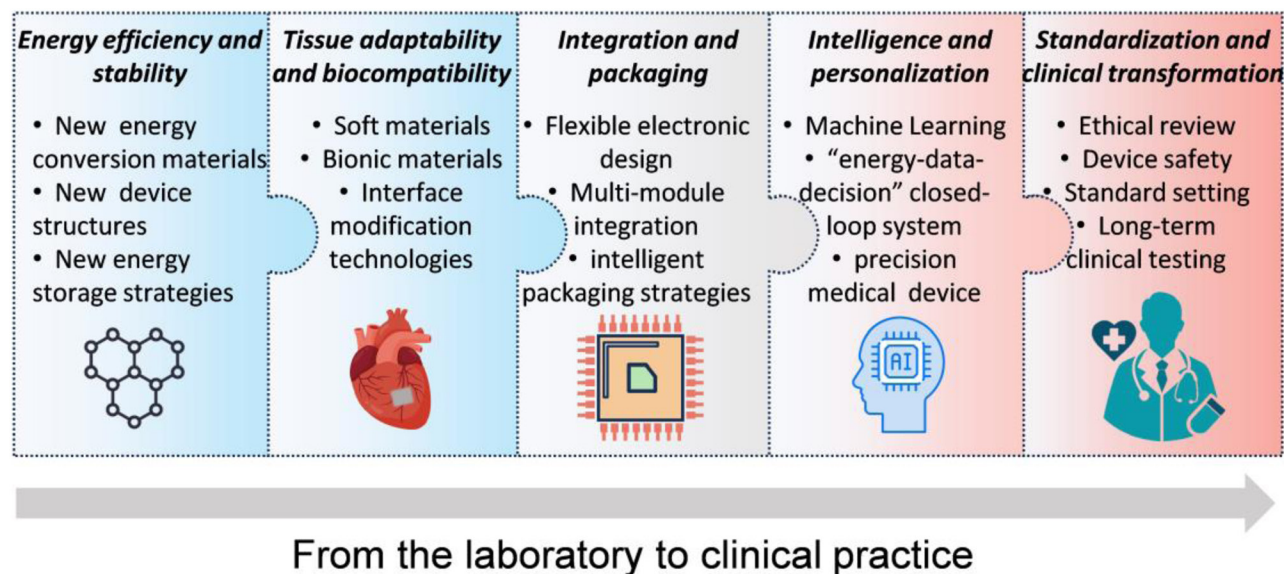 Energy efficiency and
stability
• New energy
conversion materials
• New device
structures
• New energy
storage strategies
Tissue adaptability
and biocompatibility
• Soft materials
• Bionic materials
• Interface
modification
technologies
Integration and
packaging
• Flexible electronic
design
• Multi-module
integration
• intelligent
packaging strategies
Intelligence and
personalization
• Machine Learning
• “energy-data-
decision” closed-
loop system
• precision
medical device
AI
Standardization and
clinical transformation
• Ethical review
• Device safety
• Standard setting
• Long-term
clinical testing
From the laboratory to clinical practice